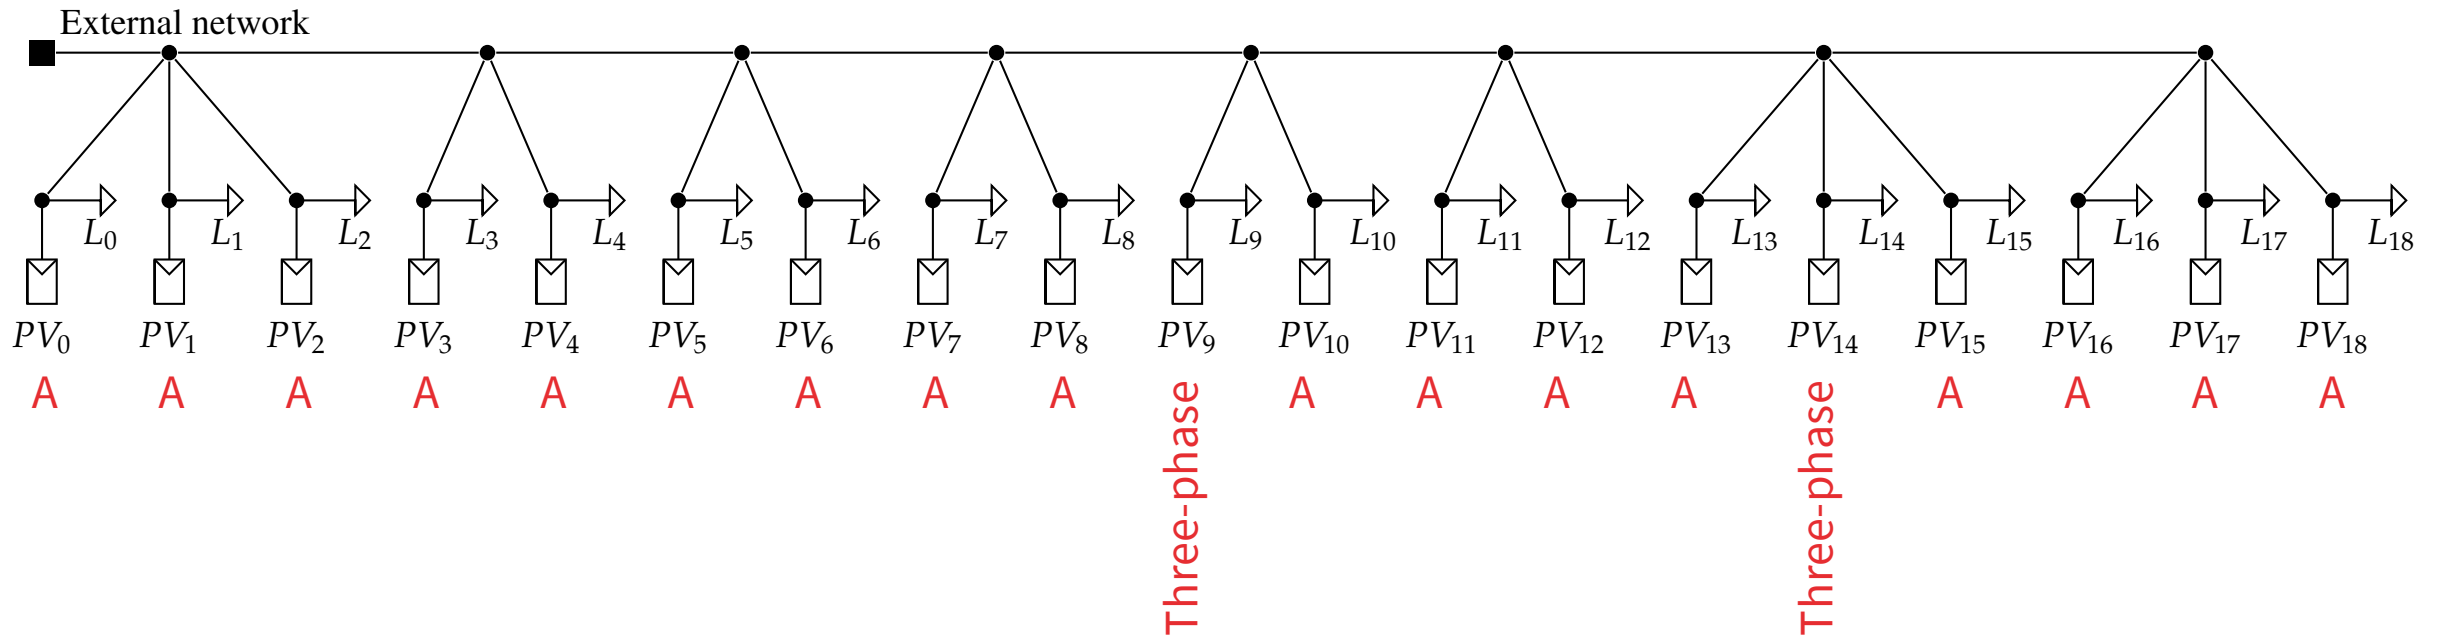 External network
L0 L1 L2 L3 L4 L5 L6 L7 L8 L9 L10 L11 L12 L13 L14 L15 L16 L17 L18
PV0 PV1 PV2 PV3 PV4 PV5 PV6 PV7 PV8 PV9 PV10 PV11 PV12 PV13 PV14 PV15 PV16 PV17 PV18
A A A A A A A A A Three-phase A A A A Three-phase A A A A